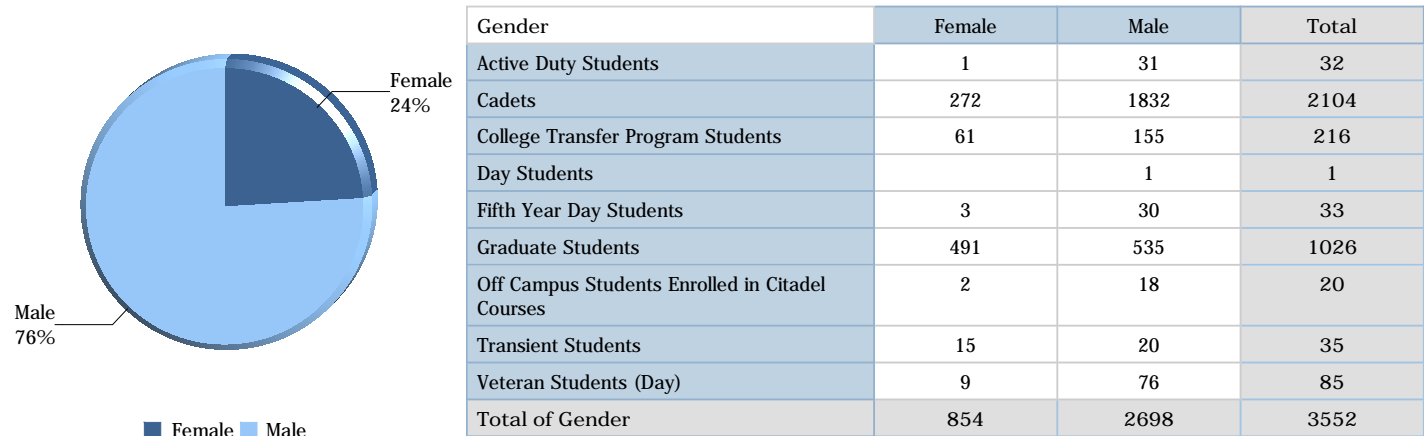 Female
24%
Male
76%
Female Male
Gender Female Male Total
Active Duty Students 1 31 32
Cadets 272 1832 2104
College Transfer Program Students 61 155 216
Day Students 1 1
Fifth Year Day Students 3 30 33
Graduate Students 491 535 1026
Off Campus Students Enrolled in Citadel 2 18 20
Courses
Transient Students 15 20 35
Veteran Students (Day) 9 76 85
Total of Gender 854 2698 3552